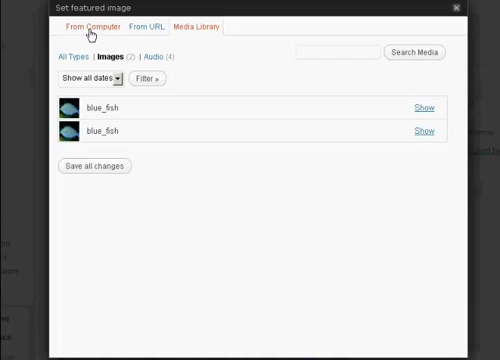 Set featured image
From Computer From URL Media Library
All Types | Images (2) | Audio (4)
Search Media
Show all dates Filter »
blue_fish Show
blue_fish Show
Save all changes